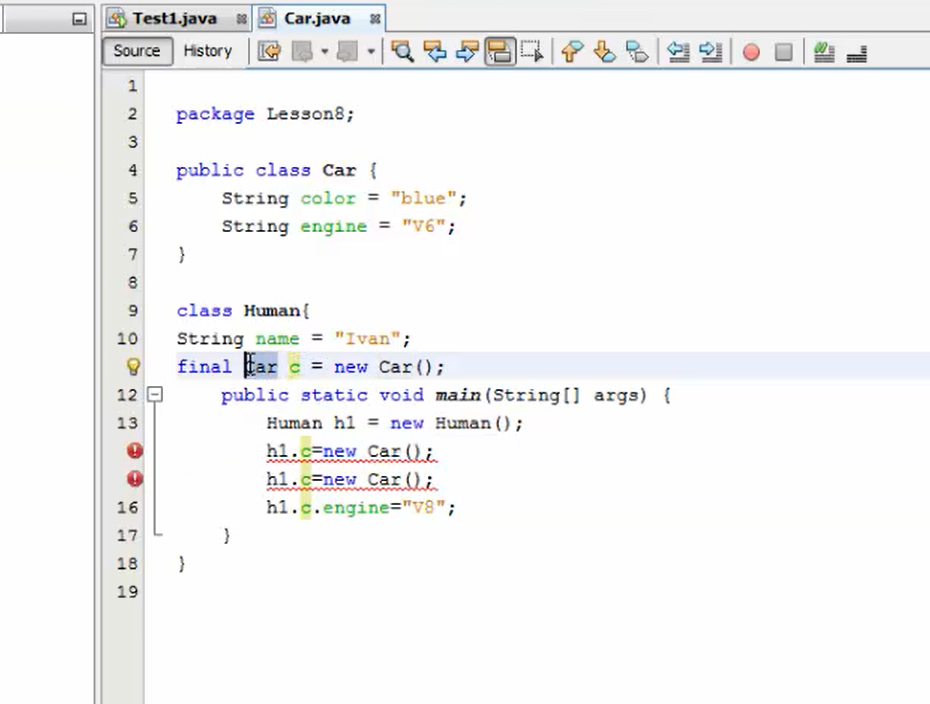 Test1.java Car.java
Source History
1
2 package Lesson8;
3
4 public class Car {
5 String color = "blue";
6 String engine = "V6";
7 }
8
9 class Human{
10 String name = "Ivan";
final Car c = new Car();
12 public static void main(String[] args) {
13 Human h1 = new Human();
h1.c=new Car();
h1.c=new Car();
16 h1.c.engine="V8";
17 }
18 }
19